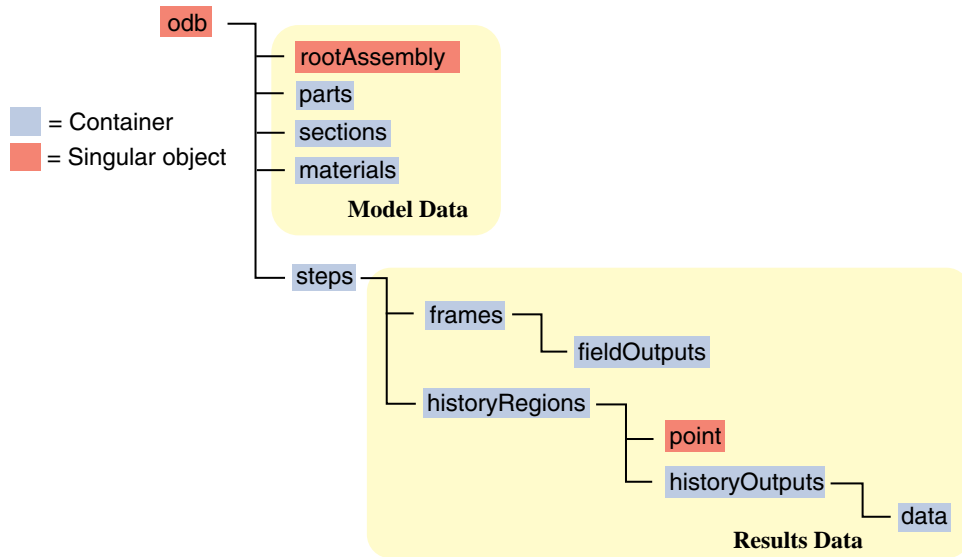 odb
rootAssembly
parts
= Container
sections
= Singular object
materials
Model Data
steps
frames
fieldOutputs
historyRegions
point
historyOutputs
data
Results Data